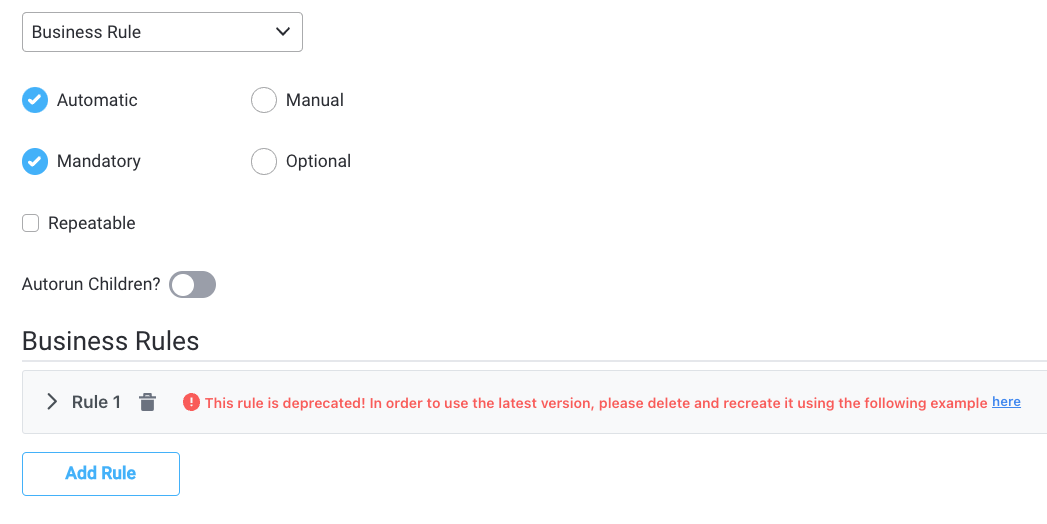 Business Rule
Automatic
Manual
Mandatory
Optional
Repeatable
Autorun Children?
Business Rules
Rule 1
This rule is deprecated! In order to use the latest version, please delete and recreate it using the following example here
Add Rule